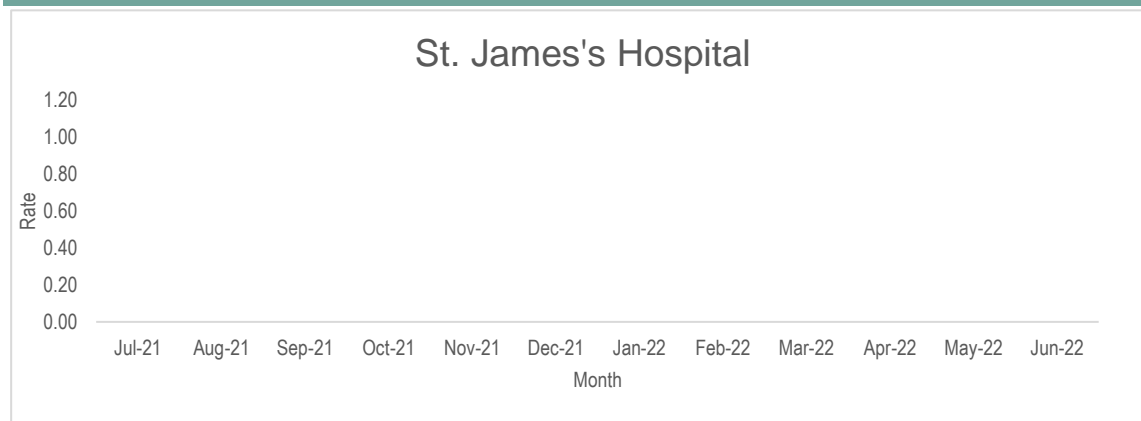 St. James's Hospital
1.20
1.00
0.80
0.60
0.40
0.20
0.00
Rate
Jul-21 Aug-21 Sep-21 Oct-21 Nov-21 Dec-21 Jan-22 Feb-22 Mar-22 Apr-22 May-22 Jun-22
Month